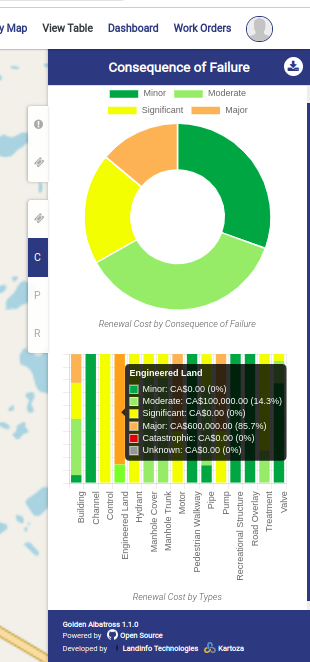 y Map View Table Dashboard Work Orders
Consequence of Failure
Minor Moderate
Significant Major
C
P
R
Renewal Cost by Consequence of Failure
Engineered Land
Minor: CA$0.00 (0%)
Moderate: CA$100,000.00 (14.3%)
Significant: CA$0.00 (0%)
Major: CA$600,000.00 (85.7%)
Catastrophic: CA$0.00 (0%)
Unknown: CA$0.00 (0%)
Building
Channel
Control
Engineered Land
Hydrant
Manhole Cover
Manhole Trunk
Motor
Pedestrian Walkway
Pipe
Pump
Recreational Structure
Road Overlay
Treatment
Valve
Renewal Cost by Types
Golden Albatross 1.1.0
Powered by Open Source
Developed by Landinfo Technologies Kartoza